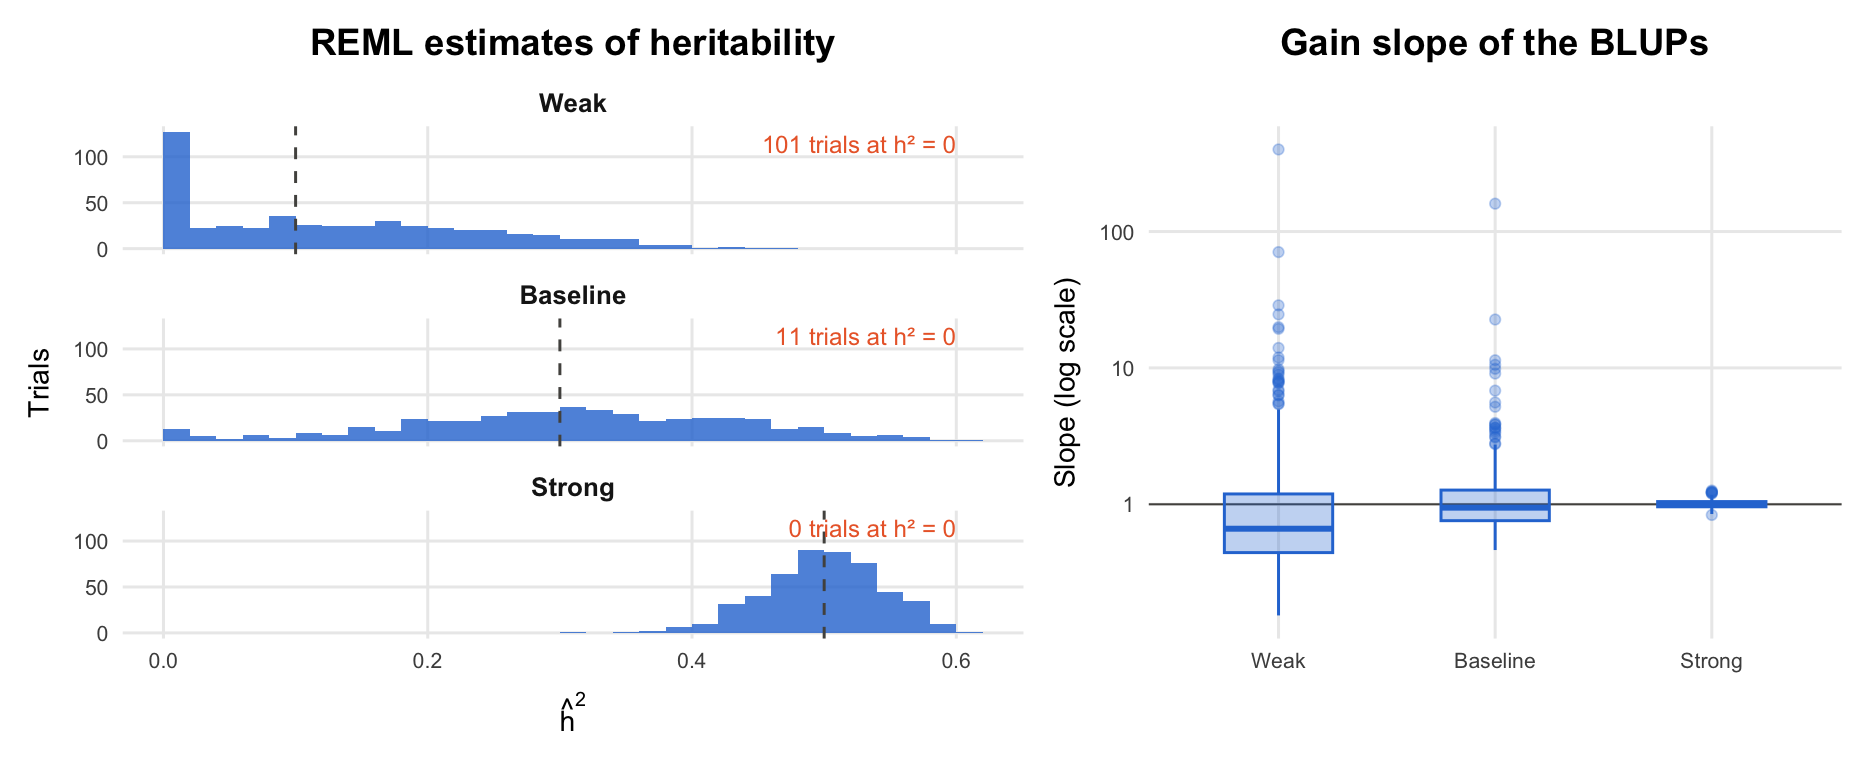 REML estimates of heritability
Weak
101 trials at h² = 0
100
50
0
Baseline
11 trials at h² = 0
100
50
0
Strong
0 trials at h² = 0
100
50
0
Trials
0.0 0.2 0.4 0.6
ĥ²
Gain slope of the BLUPs
Slope (log scale)
100
10
1
Weak Baseline Strong